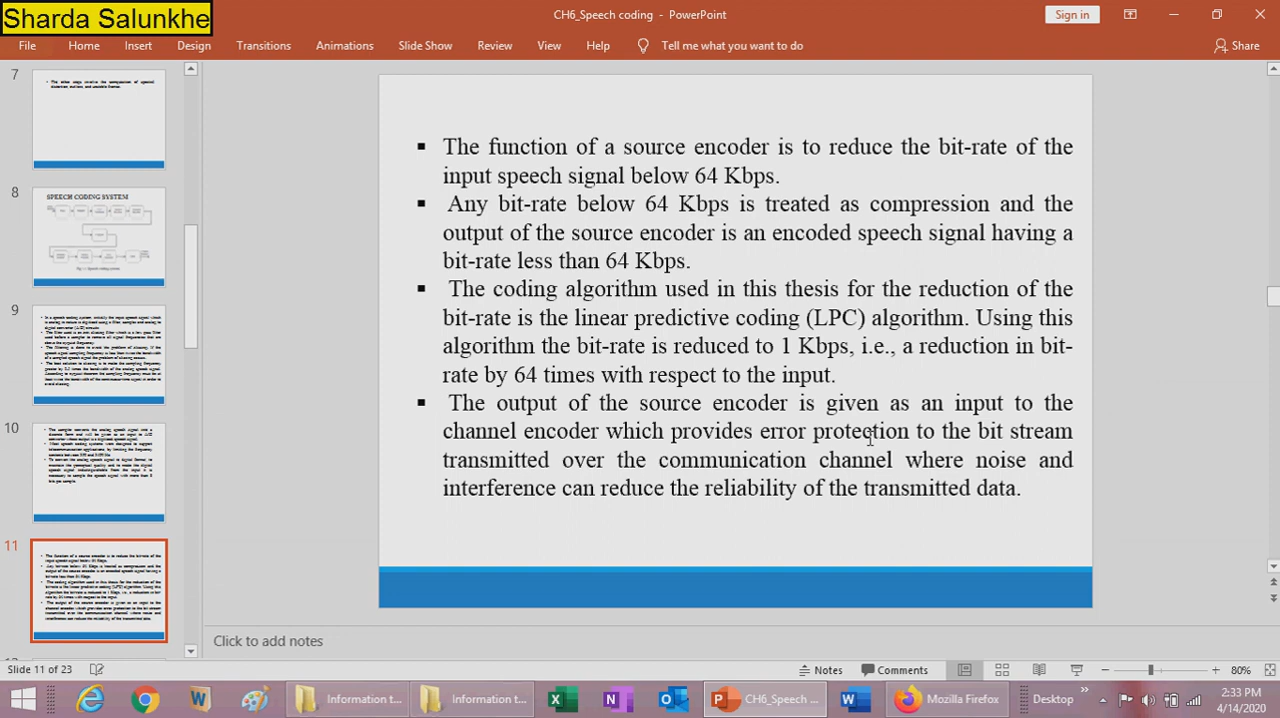 Sharda Salunkhe
CH6_Speech coding - PowerPoint
Sign in
File Home Insert Design Transitions Animations Slide Show Review View Help Tell me what you want to do Share
7
8
SPEECH CODING SYSTEM
9
10
11
▪ The function of a source encoder is to reduce the bit-rate of the
input speech signal below 64 Kbps.
▪ Any bit-rate below 64 Kbps is treated as compression and the
output of the source encoder is an encoded speech signal having a
bit-rate less than 64 Kbps.
▪ The coding algorithm used in this thesis for the reduction of the
bit-rate is the linear predictive coding (LPC) algorithm. Using this
algorithm the bit-rate is reduced to 1 Kbps, i.e., a reduction in bit-
rate by 64 times with respect to the input.
▪ The output of the source encoder is given as an input to the
channel encoder which provides error protection to the bit stream
transmitted over the communication channel where noise and
interference can reduce the reliability of the transmitted data.
Click to add notes
Slide 11 of 23 Notes Comments 80%
Information t... Information t... CH6_Speech ... Mozilla Firefox Desktop 2:33 PM
4/14/2020